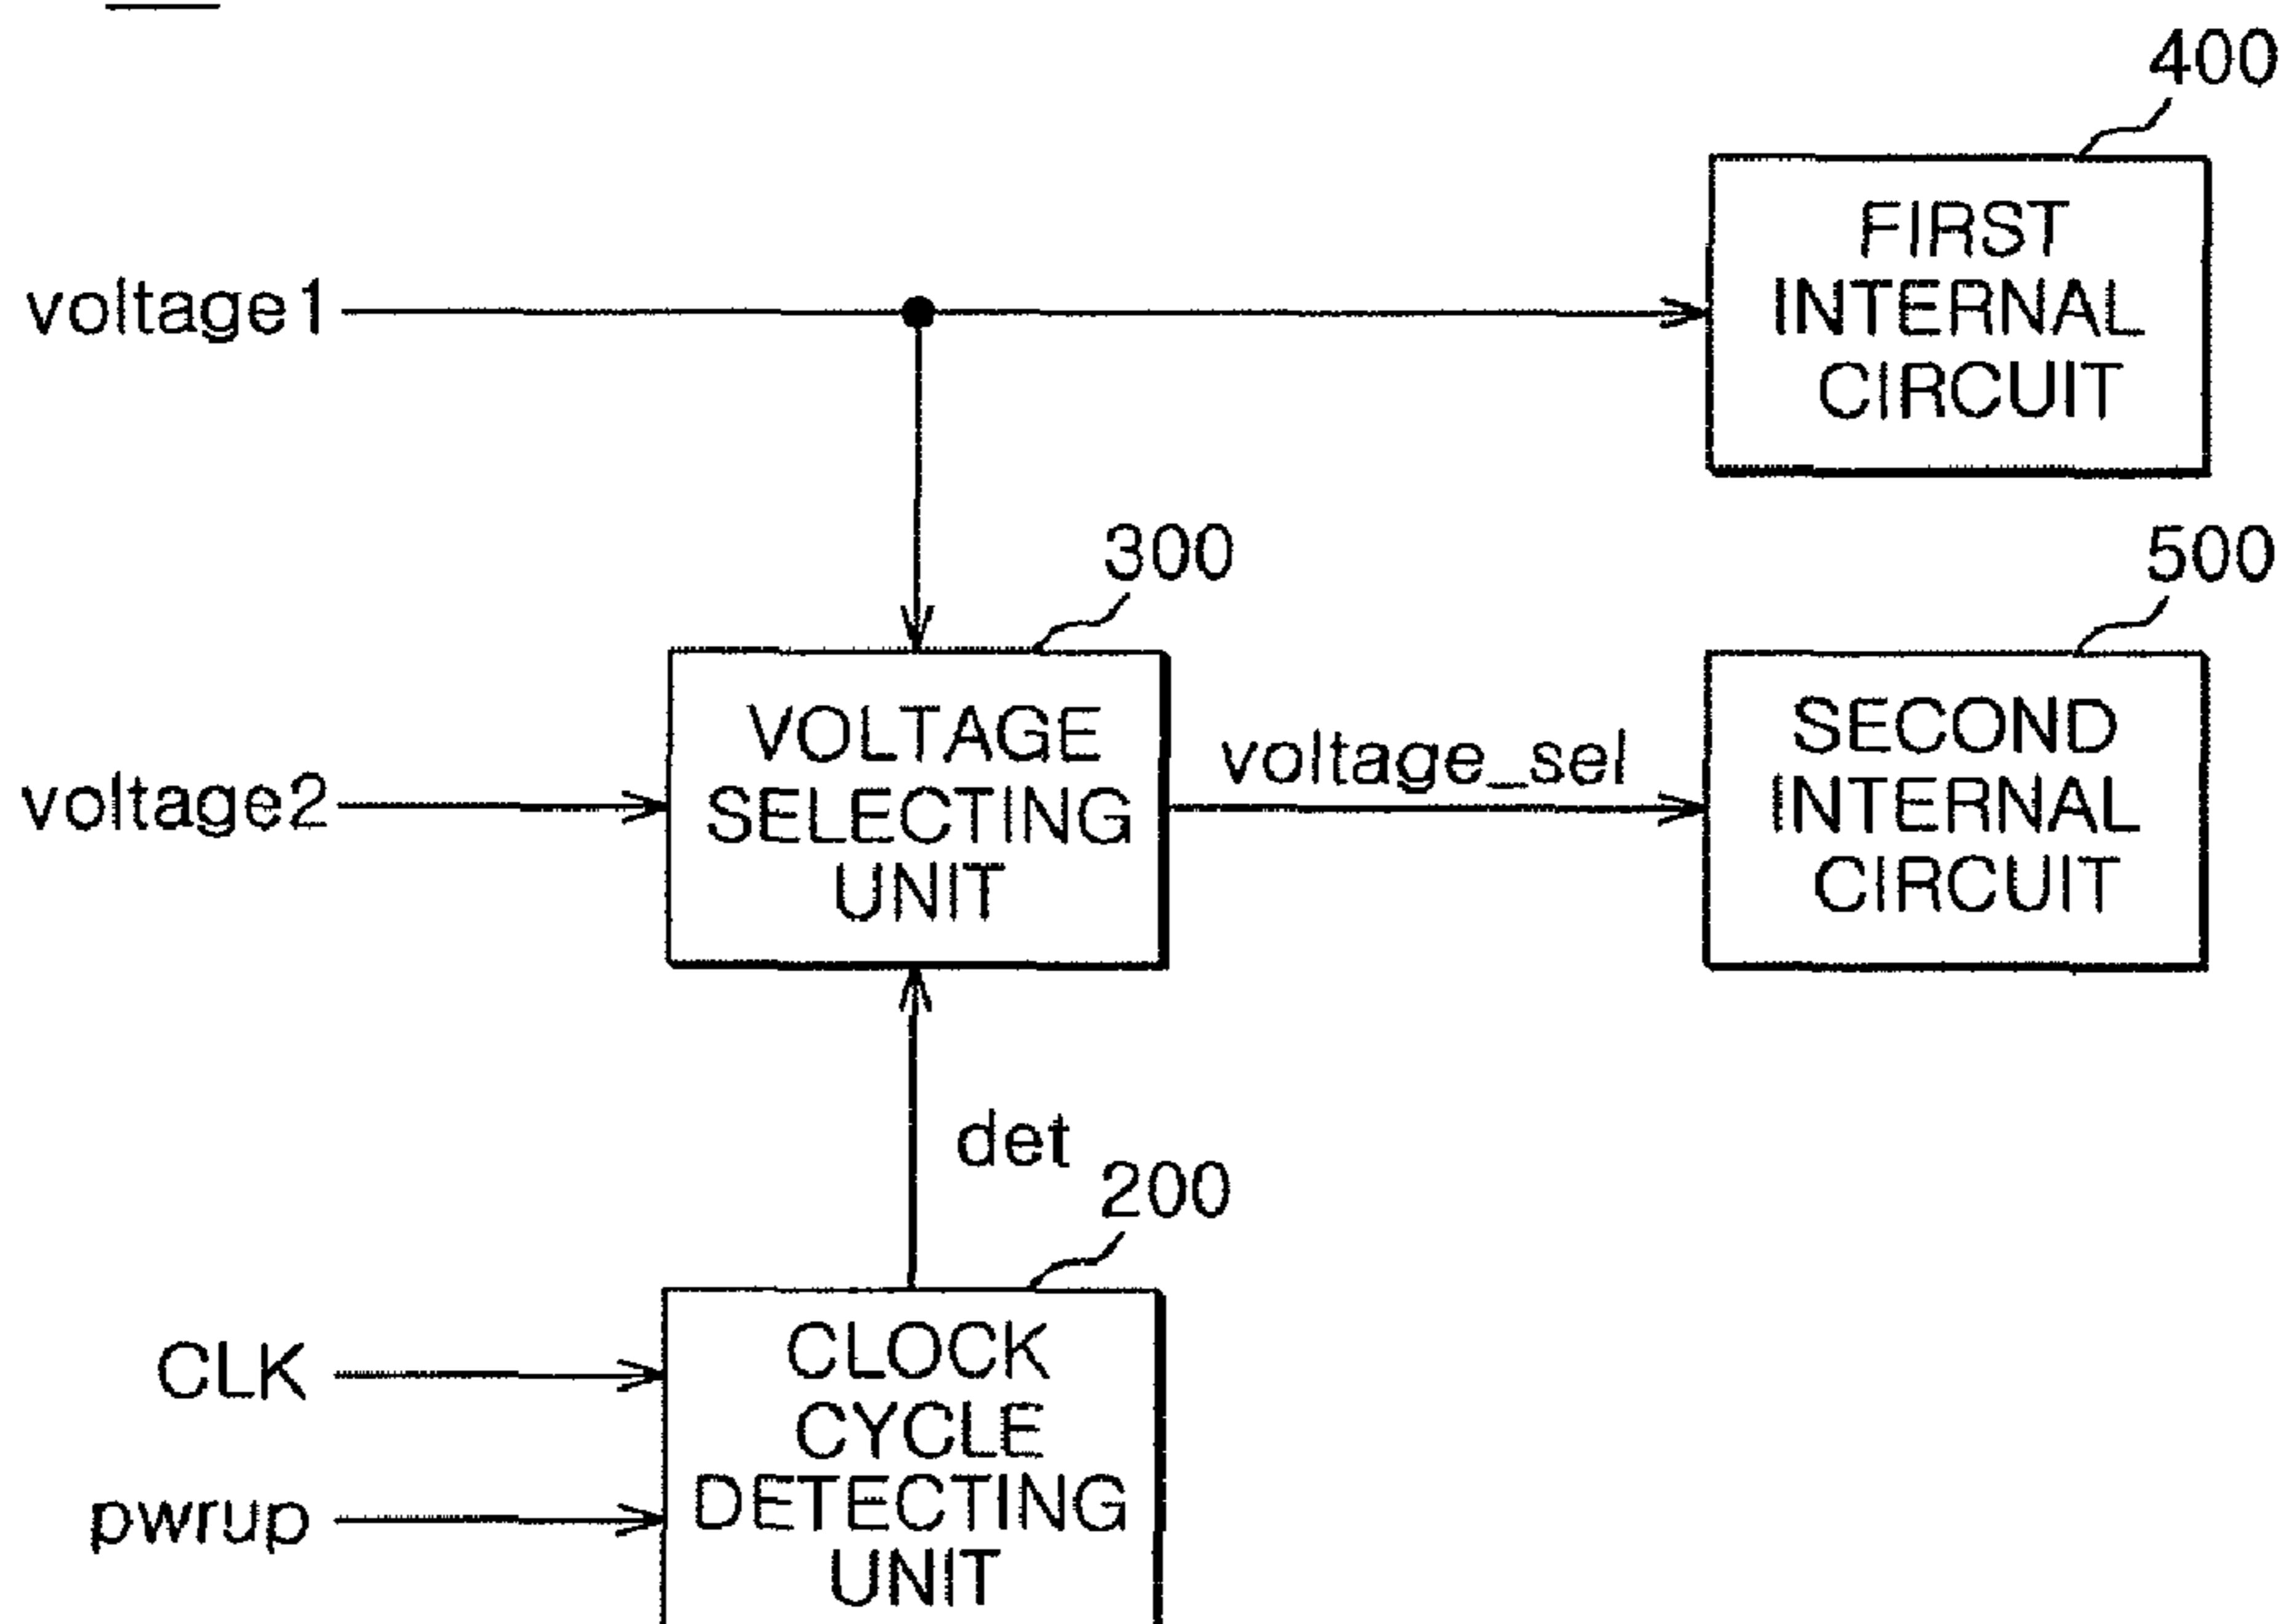 400
FIRST
INTERNAL
CIRCUIT
voltage1
300
500
VOLTAGE
SELECTING
UNIT
voltage2
voltage_sel
SECOND
INTERNAL
CIRCUIT
det
200
CLK
pwrup
CLOCK
CYCLE
DETECTING
UNIT